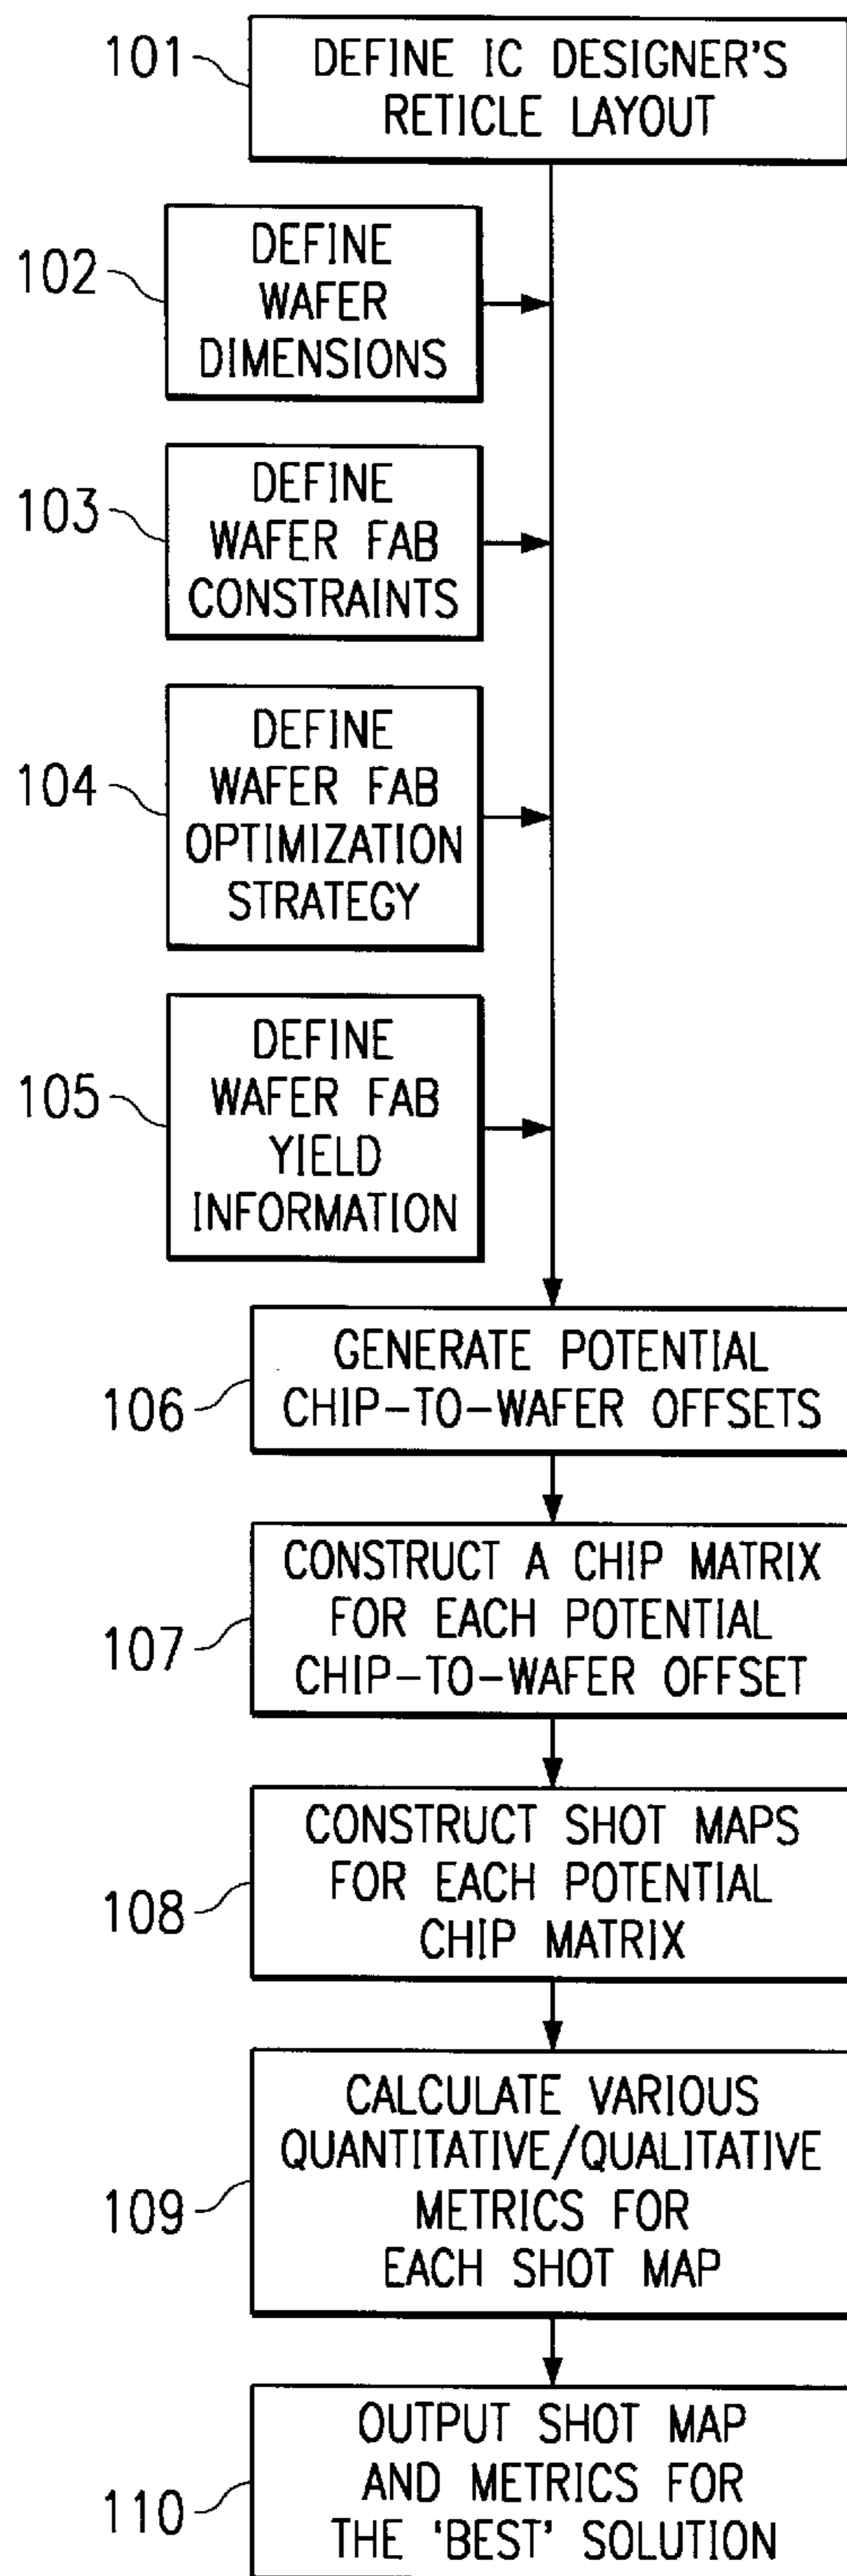 101
DEFINE IC DESIGNER'S
RETICLE LAYOUT
102
DEFINE
WAFER
DIMENSIONS
103
DEFINE
WAFER FAB
CONSTRAINTS
104
DEFINE
WAFER FAB
OPTIMIZATION
STRATEGY
105
DEFINE
WAFER FAB
YIELD
INFORMATION
106
GENERATE POTENTIAL
CHIP-TO-WAFER OFFSETS
107
CONSTRUCT A CHIP MATRIX
FOR EACH POTENTIAL
CHIP-TO-WAFER OFFSET
108
CONSTRUCT SHOT MAPS
FOR EACH POTENTIAL
CHIP MATRIX
109
CALCULATE VARIOUS
QUANTITATIVE/QUALITATIVE
METRICS FOR
EACH SHOT MAP
110
OUTPUT SHOT MAP
AND METRICS FOR
THE 'BEST' SOLUTION